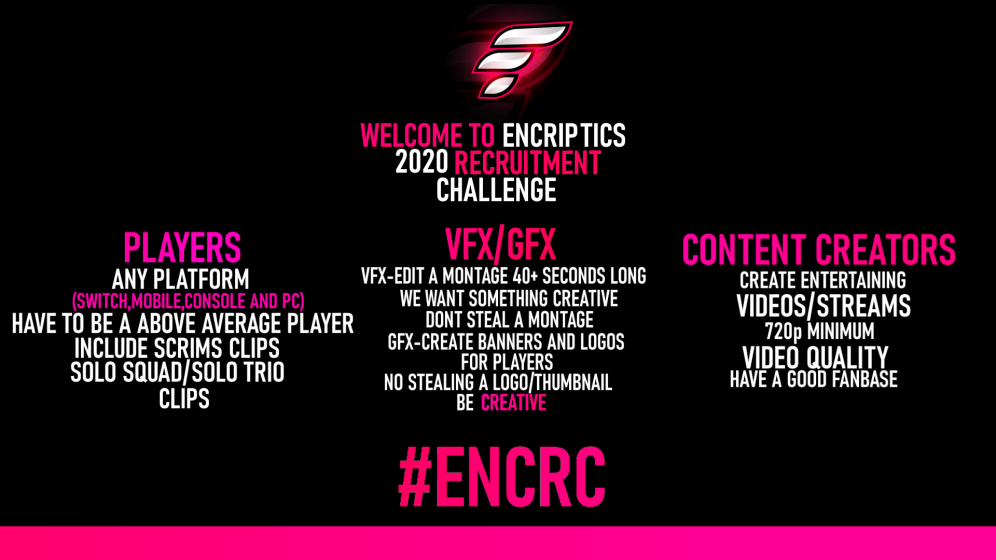 WELCOME TO ENCRIPTICS
2020 RECRUITMENT
CHALLENGE
PLAYERS
ANY PLATFORM
(SWITCH,MOBILE,CONSOLE AND PC)
HAVE TO BE A ABOVE AVERAGE PLAYER
INCLUDE SCRIMS CLIPS
SOLO SQUAD/SOLO TRIO
CLIPS
VFX/GFX
VFX-EDIT A MONTAGE 40+ SECONDS LONG
WE WANT SOMETHING CREATIVE
DONT STEAL A MONTAGE
GFX-CREATE BANNERS AND LOGOS
FOR PLAYERS
NO STEALING A LOGO/THUMBNAIL
BE CREATIVE
CONTENT CREATORS
CREATE ENTERTAINING
VIDEOS/STREAMS
720p MINIMUM
VIDEO QUALITY
HAVE A GOOD FANBASE
#ENCRC